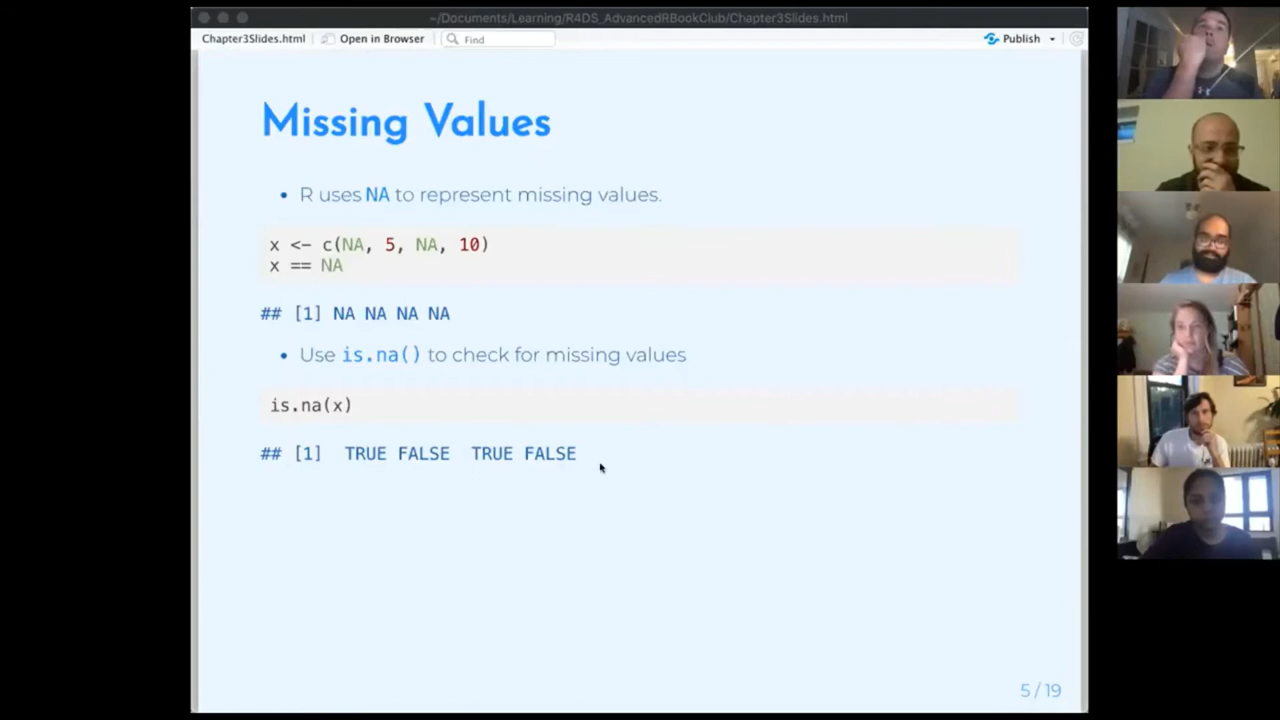 ~/Documents/Learning/R4DS_AdvancedRBookClub/Chapter3Slides.html
Chapter3Slides.html Open in Browser Find Publish
Missing Values
• R uses NA to represent missing values.
x <- c(NA, 5, NA, 10)
x == NA
## [1] NA NA NA NA
• Use is.na() to check for missing values
is.na(x)
## [1]  TRUE FALSE  TRUE FALSE
5 / 19